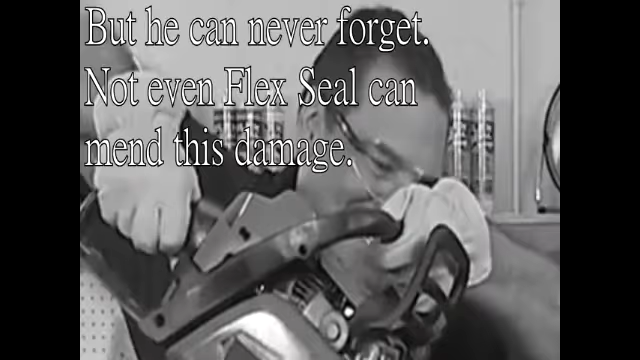 But he can never forget.
Not even Flex Seal can
mend this damage.